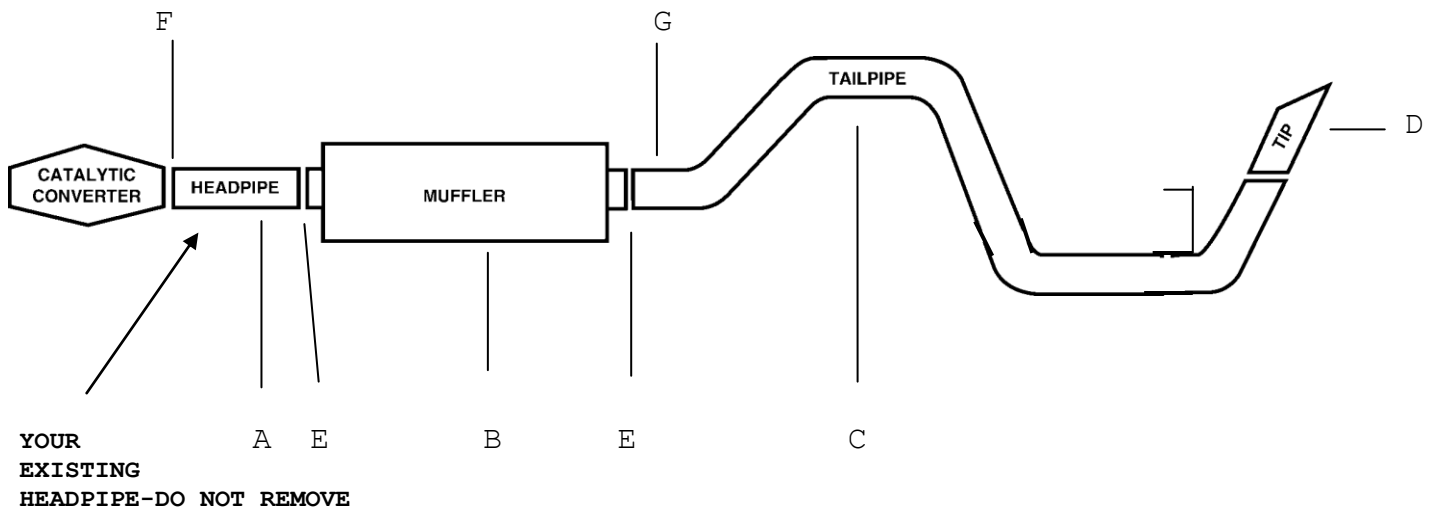 F
G
TAILPIPE
D
TIP
CATALYTIC
CONVERTER
HEADPIPE
MUFFLER
A
E
B
E
C
YOUR
EXISTING
HEADPIPE-DO NOT REMOVE